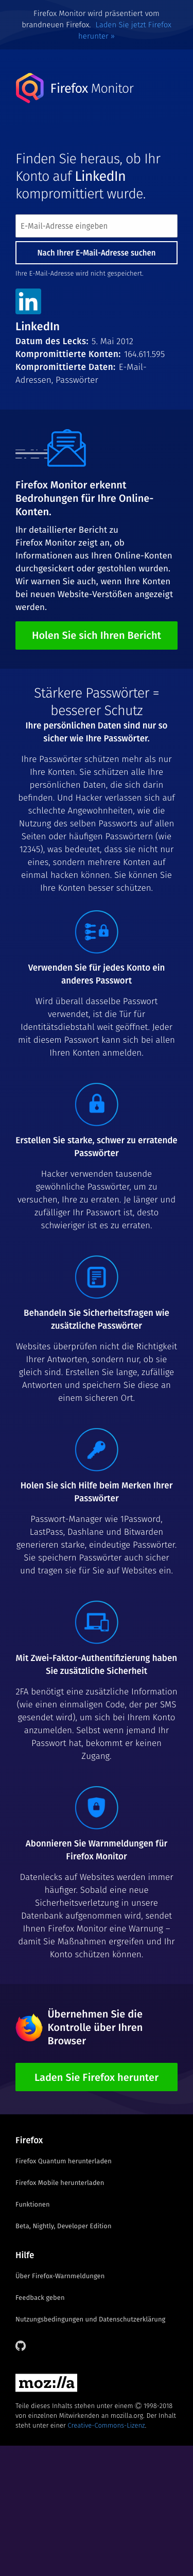 Firefox Monitor wird präsentiert vom
brandneuen Firefox. Laden Sie jetzt Firefox
herunter »
Firefox Monitor
Finden Sie heraus, ob Ihr
Konto auf LinkedIn
kompromittiert wurde.
E-Mail-Adresse eingeben
Nach Ihrer E-Mail-Adresse suchen
Ihre E-Mail-Adresse wird nicht gespeichert.
in
LinkedIn
Datum des Lecks: 5. Mai 2012
Kompromittierte Konten: 164.611.595
Kompromittierte Daten: E-Mail-
Adressen, Passwörter
Firefox Monitor erkennt
Bedrohungen für Ihre Online-
Konten.
Ihr detaillierter Bericht zu
Firefox Monitor zeigt an, ob
Informationen aus Ihren Online-Konten
durchgesickert oder gestohlen wurden.
Wir warnen Sie auch, wenn Ihre Konten
bei neuen Website-Verstößen angezeigt
werden.
Holen Sie sich Ihren Bericht
Stärkere Passwörter =
besserer Schutz
Ihre persönlichen Daten sind nur so
sicher wie Ihre Passwörter.
Ihre Passwörter schützen mehr als nur
Ihre Konten. Sie schützen alle Ihre
persönlichen Daten, die sich darin
befinden. Und Hacker verlassen sich auf
schlechte Angewohnheiten, wie die
Nutzung des selben Passworts auf allen
Seiten oder häufigen Passwörtern (wie
12345), was bedeutet, dass sie nicht nur
eines, sondern mehrere Konten auf
einmal hacken können. Sie können Sie
Ihre Konten besser schützen.
Verwenden Sie für jedes Konto ein
anderes Passwort
Wird überall dasselbe Passwort
verwendet, ist die Tür für
Identitätsdiebstahl weit geöffnet. Jeder
mit diesem Passwort kann sich bei allen
Ihren Konten anmelden.
Erstellen Sie starke, schwer zu erratende
Passwörter
Hacker verwenden tausende
gewöhnliche Passwörter, um zu
versuchen, Ihre zu erraten. Je länger und
zufälliger Ihr Passwort ist, desto
schwieriger ist es zu erraten.
Behandeln Sie Sicherheitsfragen wie
zusätzliche Passwörter
Websites überprüfen nicht die Richtigkeit
Ihrer Antworten, sondern nur, ob sie
gleich sind. Erstellen Sie lange, zufällige
Antworten und speichern Sie diese an
einem sicheren Ort.
Holen Sie sich Hilfe beim Merken Ihrer
Passwörter
Passwort-Manager wie 1Password,
LastPass, Dashlane und Bitwarden
generieren starke, eindeutige Passwörter.
Sie speichern Passwörter auch sicher
und tragen sie für Sie auf Websites ein.
Mit Zwei-Faktor-Authentifizierung haben
Sie zusätzliche Sicherheit
2FA benötigt eine zusätzliche Information
(wie einen einmaligen Code, der per SMS
gesendet wird), um sich bei Ihrem Konto
anzumelden. Selbst wenn jemand Ihr
Passwort hat, bekommt er keinen
Zugang.
Abonnieren Sie Warnmeldungen für
Firefox Monitor
Datenlecks auf Websites werden immer
häufiger. Sobald eine neue
Sicherheitsverletzung in unsere
Datenbank aufgenommen wird, sendet
Ihnen Firefox Monitor eine Warnung –
damit Sie Maßnahmen ergreifen und Ihr
Konto schützen können.
Übernehmen Sie die
Kontrolle über Ihren
Browser
Laden Sie Firefox herunter
Firefox
Firefox Quantum herunterladen
Firefox Mobile herunterladen
Funktionen
Beta, Nightly, Developer Edition
Hilfe
Über Firefox-Warnmeldungen
Feedback geben
Nutzungsbedingungen und Datenschutzerklärung
moz://a
Teile dieses Inhalts stehen unter einem © 1998-2018
von einzelnen Mitwirkenden an mozilla.org. Der Inhalt
steht unter einer Creative-Commons-Lizenz.